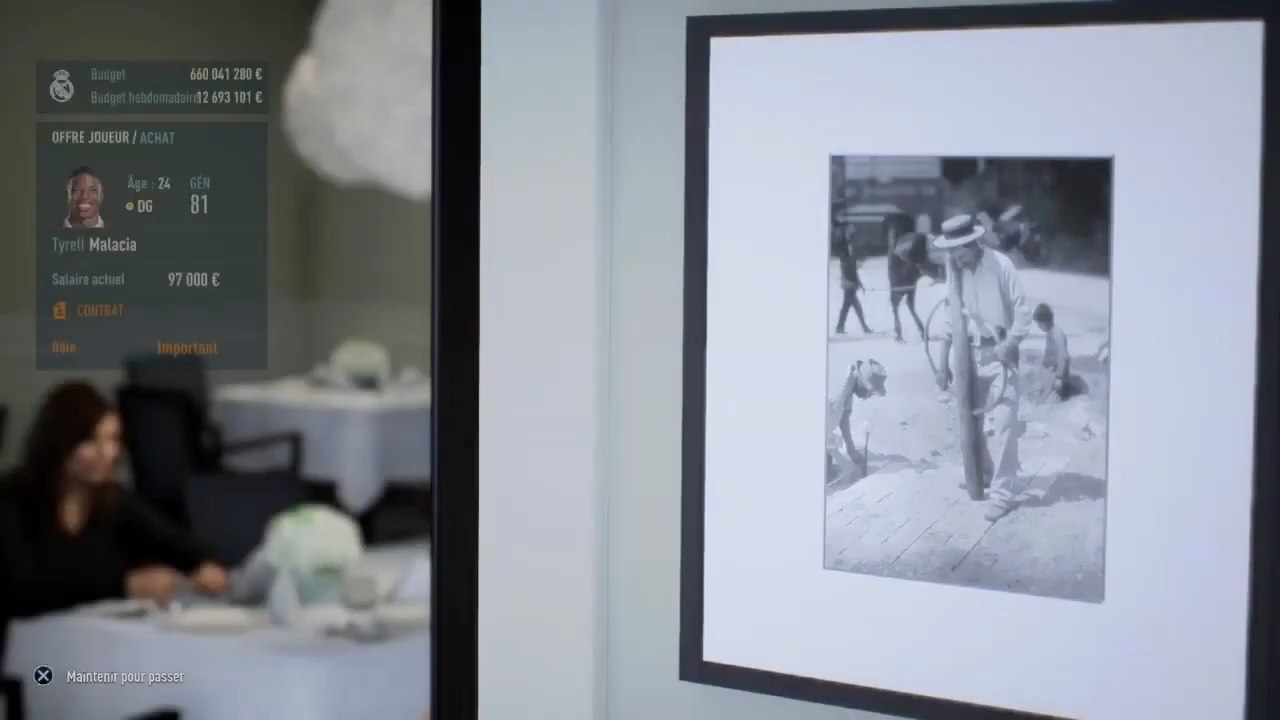 Budget 660 041 280 €
Budget hebdomadaire 12 693 101 €
OFFRE JOUEUR / ACHAT
Âge : 24 GÉN
DG 81
Tyrell Malacia
Salaire actuel 97 000 €
CONTRAT
Rôle Important
Maintenir pour passer